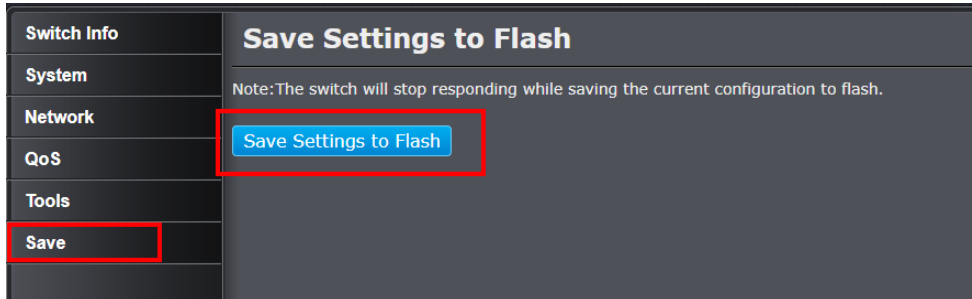 Switch Info
System
Network
QoS
Tools
Save
Save Settings to Flash
Note:The switch will stop responding while saving the current configuration to flash.
Save Settings to Flash